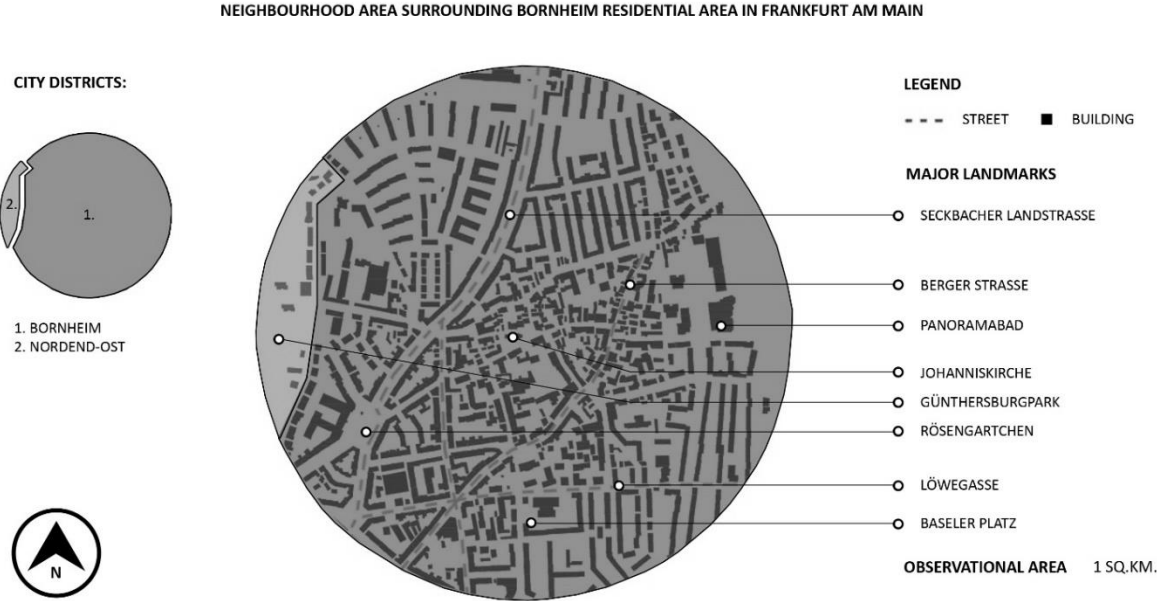 NEIGHBOURHOOD AREA SURROUNDING BORNHEIM RESIDENTIAL AREA IN FRANKFURT AM MAIN
CITY DISTRICTS:
2.
1.
1. BORNHEIM
2. NORDEND-OST
N
LEGEND
STREET
BUILDING
MAJOR LANDMARKS
SECKBACHER LANDSTRASSE
BERGER STRASSE
PANORAMABAD
JOHANNISKIRCHE
GÜNTHERSBURGPARK
RÖSENGARTCHEN
LÖWEGASSE
BASELER PLATZ
OBSERVATIONAL AREA 1 SQ.KM.